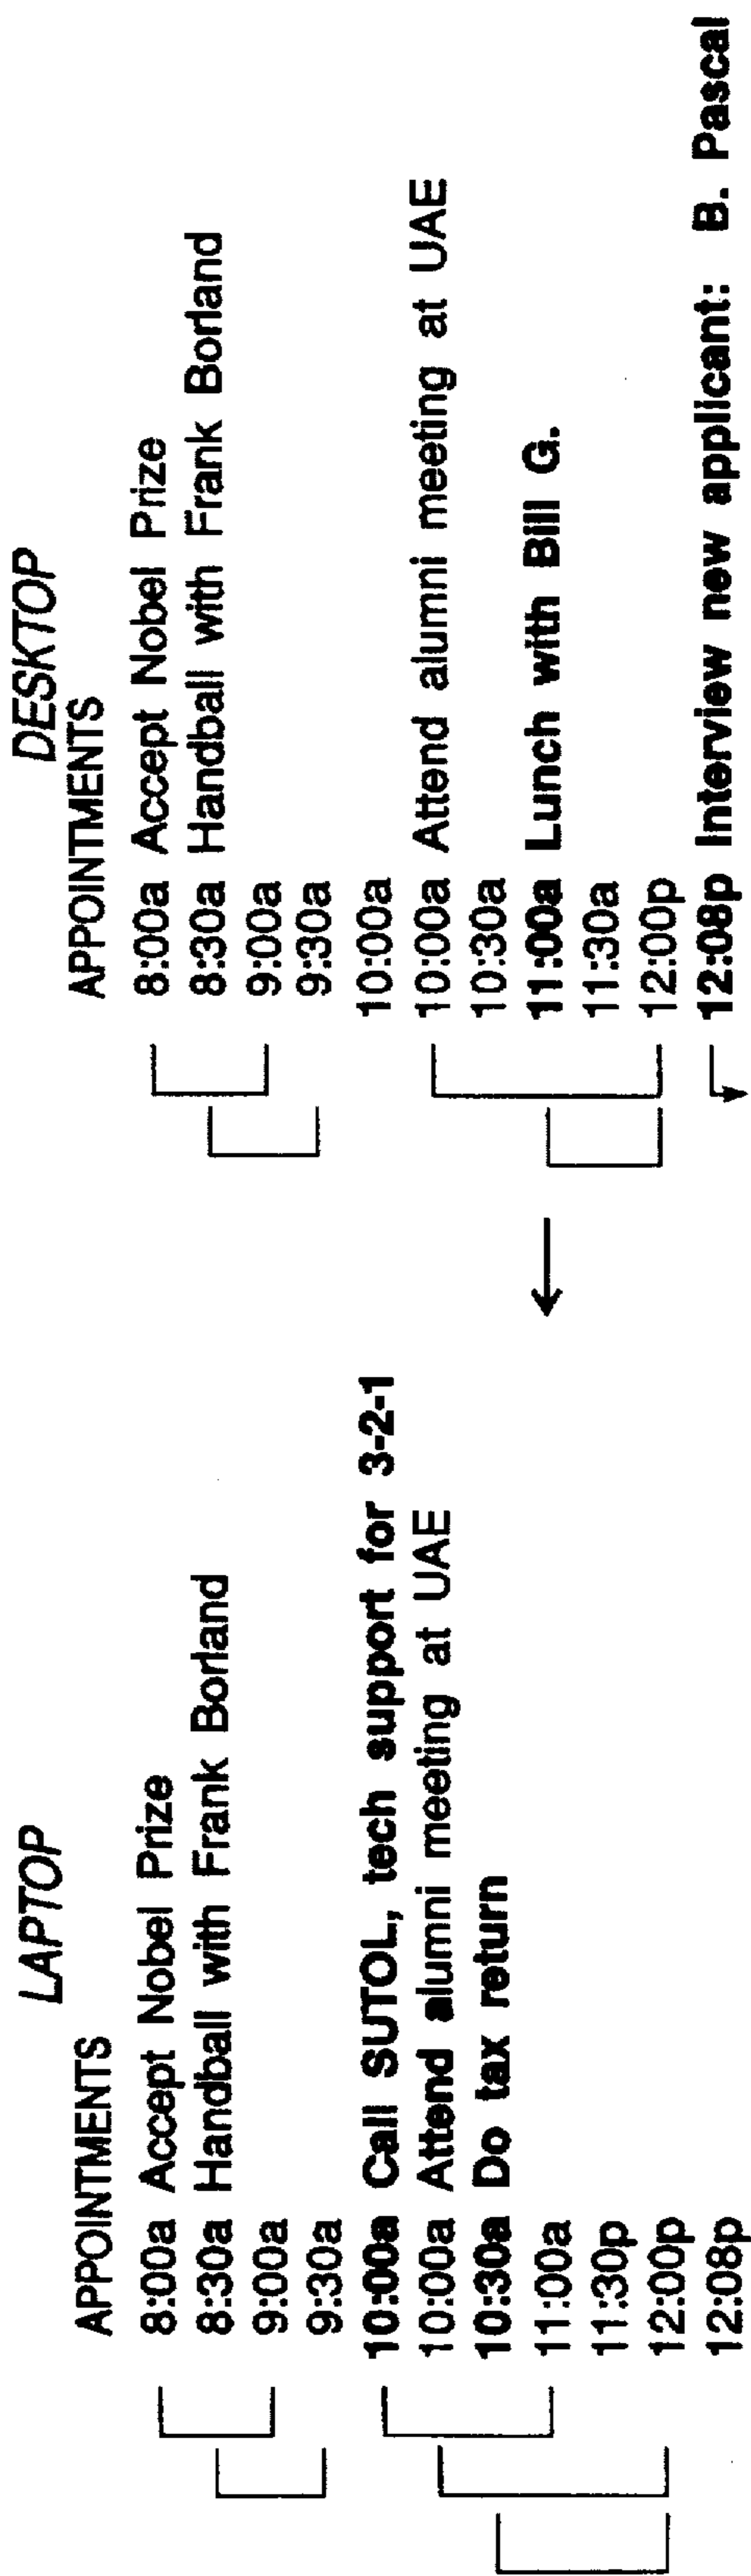 LAPTOP
APPOINTMENTS
8:00a Accept Nobel Prize
8:30a Handball with Frank Borland
9:00a
9:30a
10:00a Call SUTOL, tech support for 3-2-1
10:00a Attend alumni meeting at UAE
10:30a Do tax return
11:00a
11:30p
12:00p
12:08p
DESKTOP
APPOINTMENTS
8:00a Accept Nobel Prize
8:30a Handball with Frank Borland
9:00a
9:30a
10:00a
10:00a Attend alumni meeting at UAE
10:30a
11:00a Lunch with Bill G.
11:30a
12:00p
12:08p Interview new applicant: B. Pascal